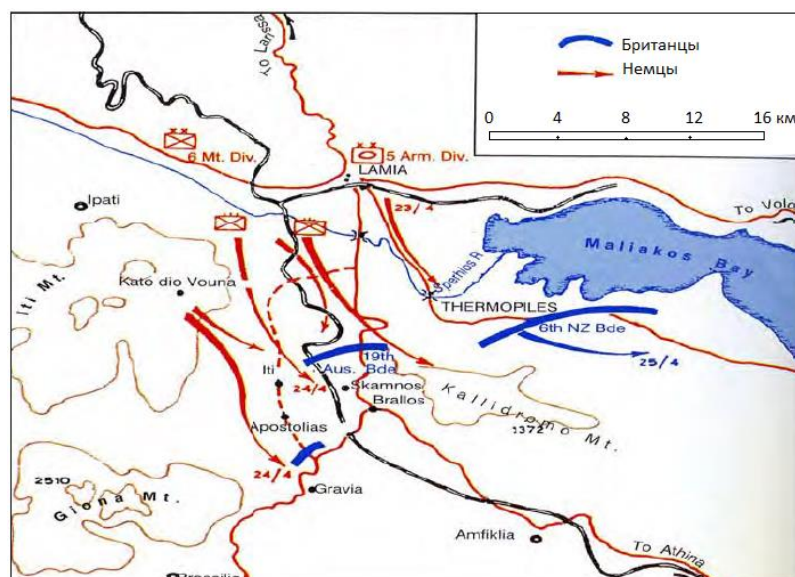 To Larissa
Британцы
Немцы
0 4 8 12 16 км
6 Mt. Div.
5 Arm. Div.
LAMIA
Ipati
23/4
To Volo
Maliakos Bay
Sperhios R
Kato dio Vouna
Iti Mt.
THERMOPILES
6th NZ Bde
25/4
19th
Aus. Bde
Iti
24/4
Skamnos
Brallos
Kallidromo Mt.
1372
Apostolias
24/4
2510
Giona Mt.
Gravia
Amfiklia
To Athina